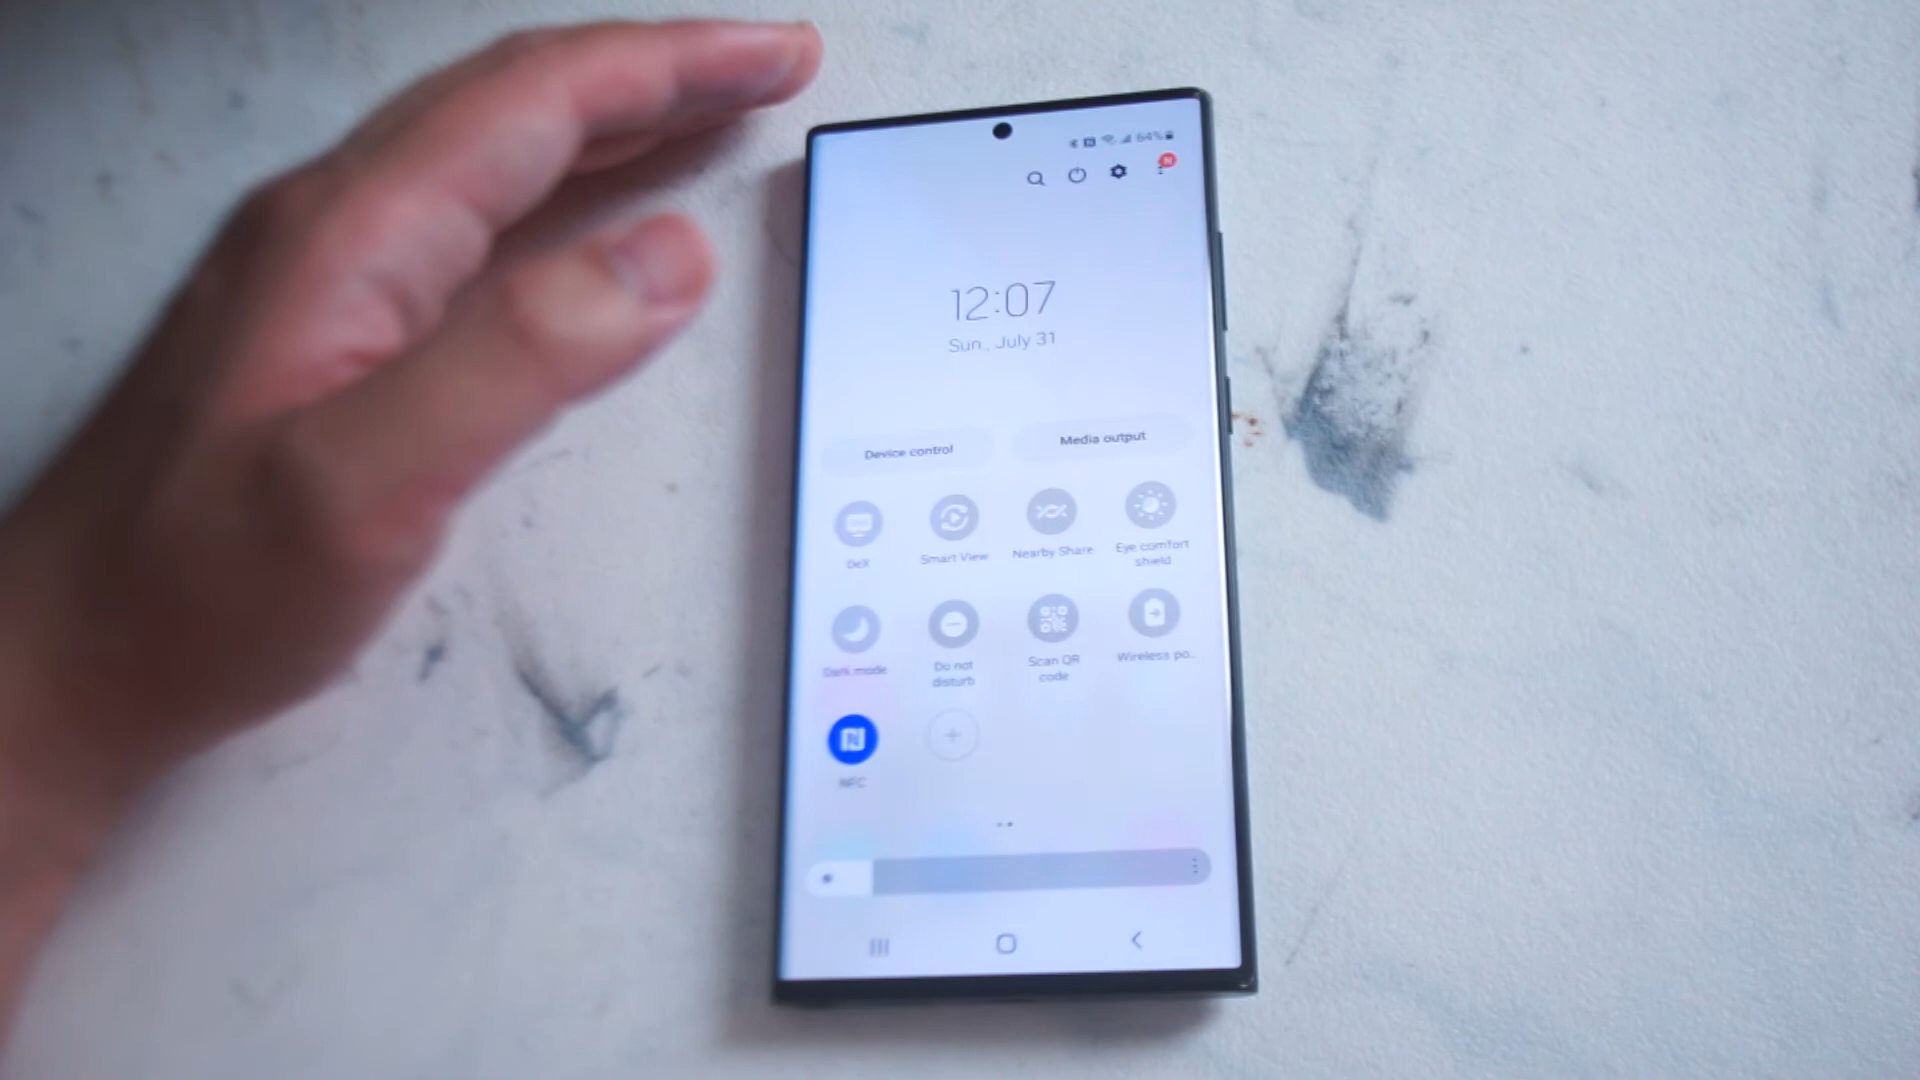 64%
N
12:07
Sun., July 31
Device control
Media output
DeX
Smart View
Nearby Share
Eye comfort
shield
Dark mode
Do not
disturb
Scan QR
code
Wireless po..
NFC